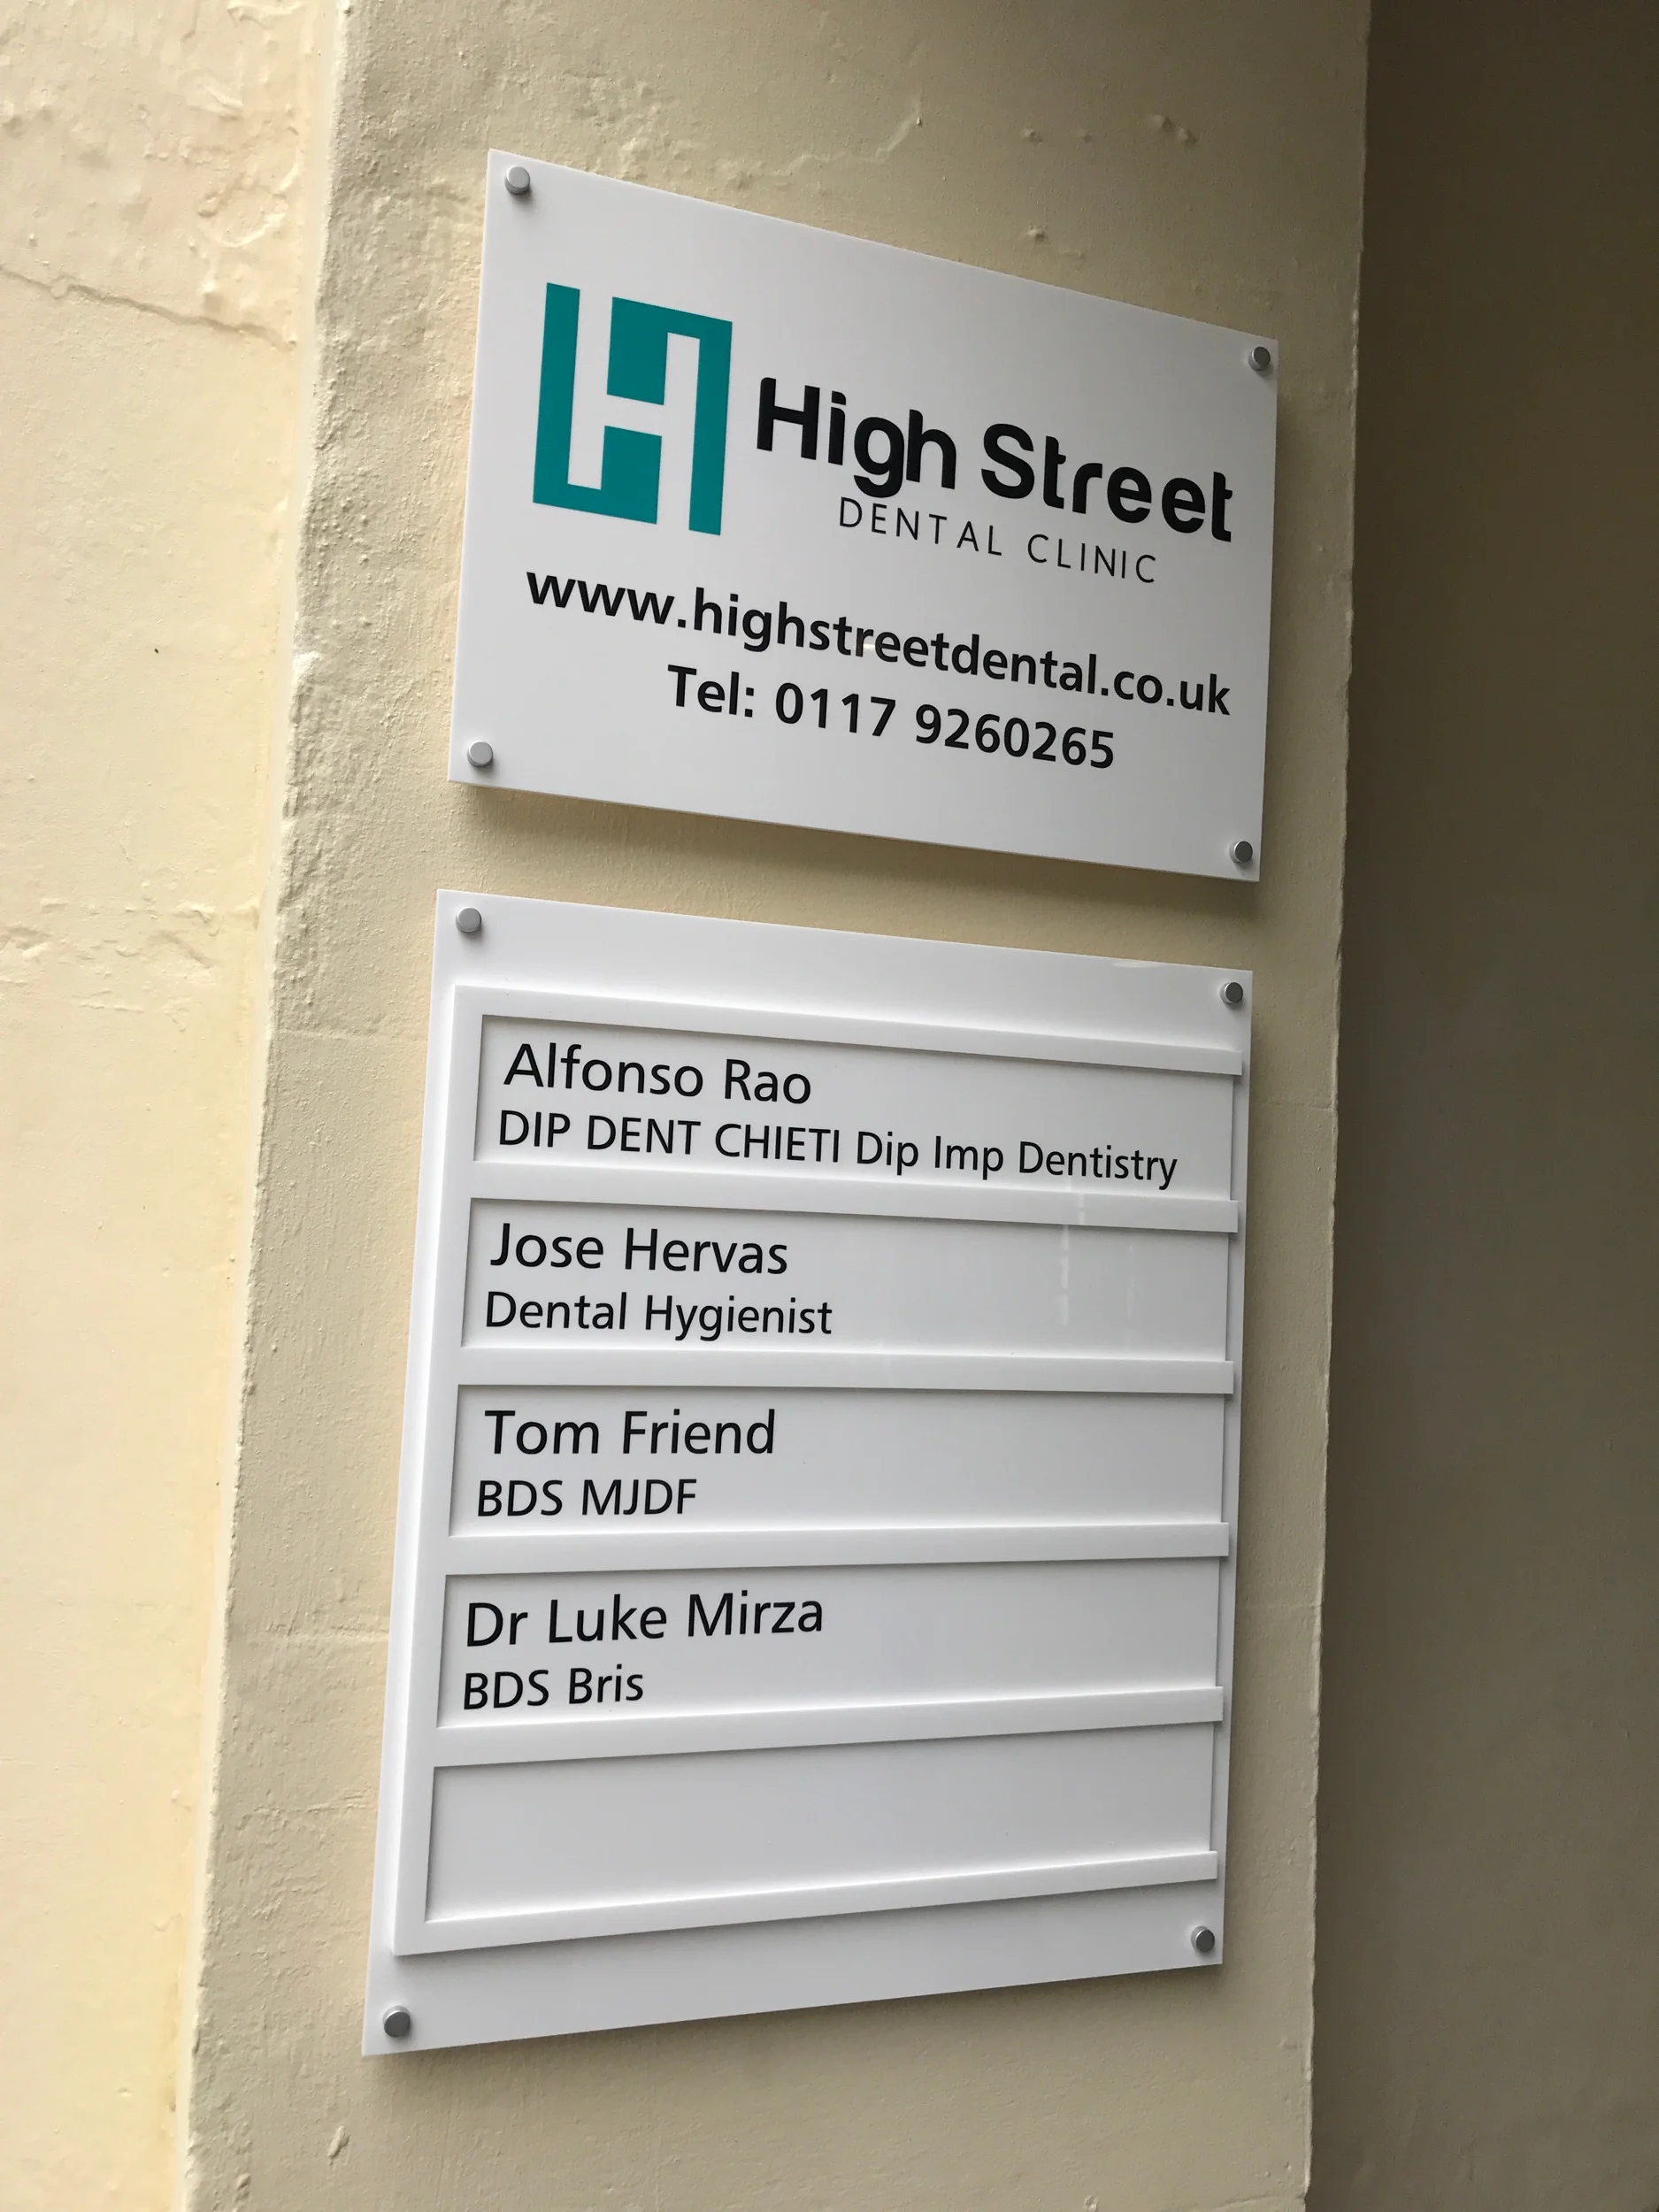 High Street
DENTAL CLINIC
www.highstreetdental.co.uk
Tel: 0117 9260265
Alfonso Rao
DIP DENT CHIETI Dip Imp Dentistry
Jose Hervas
Dental Hygienist
Tom Friend
BDS MJDF
Dr Luke Mirza
BDS Bris